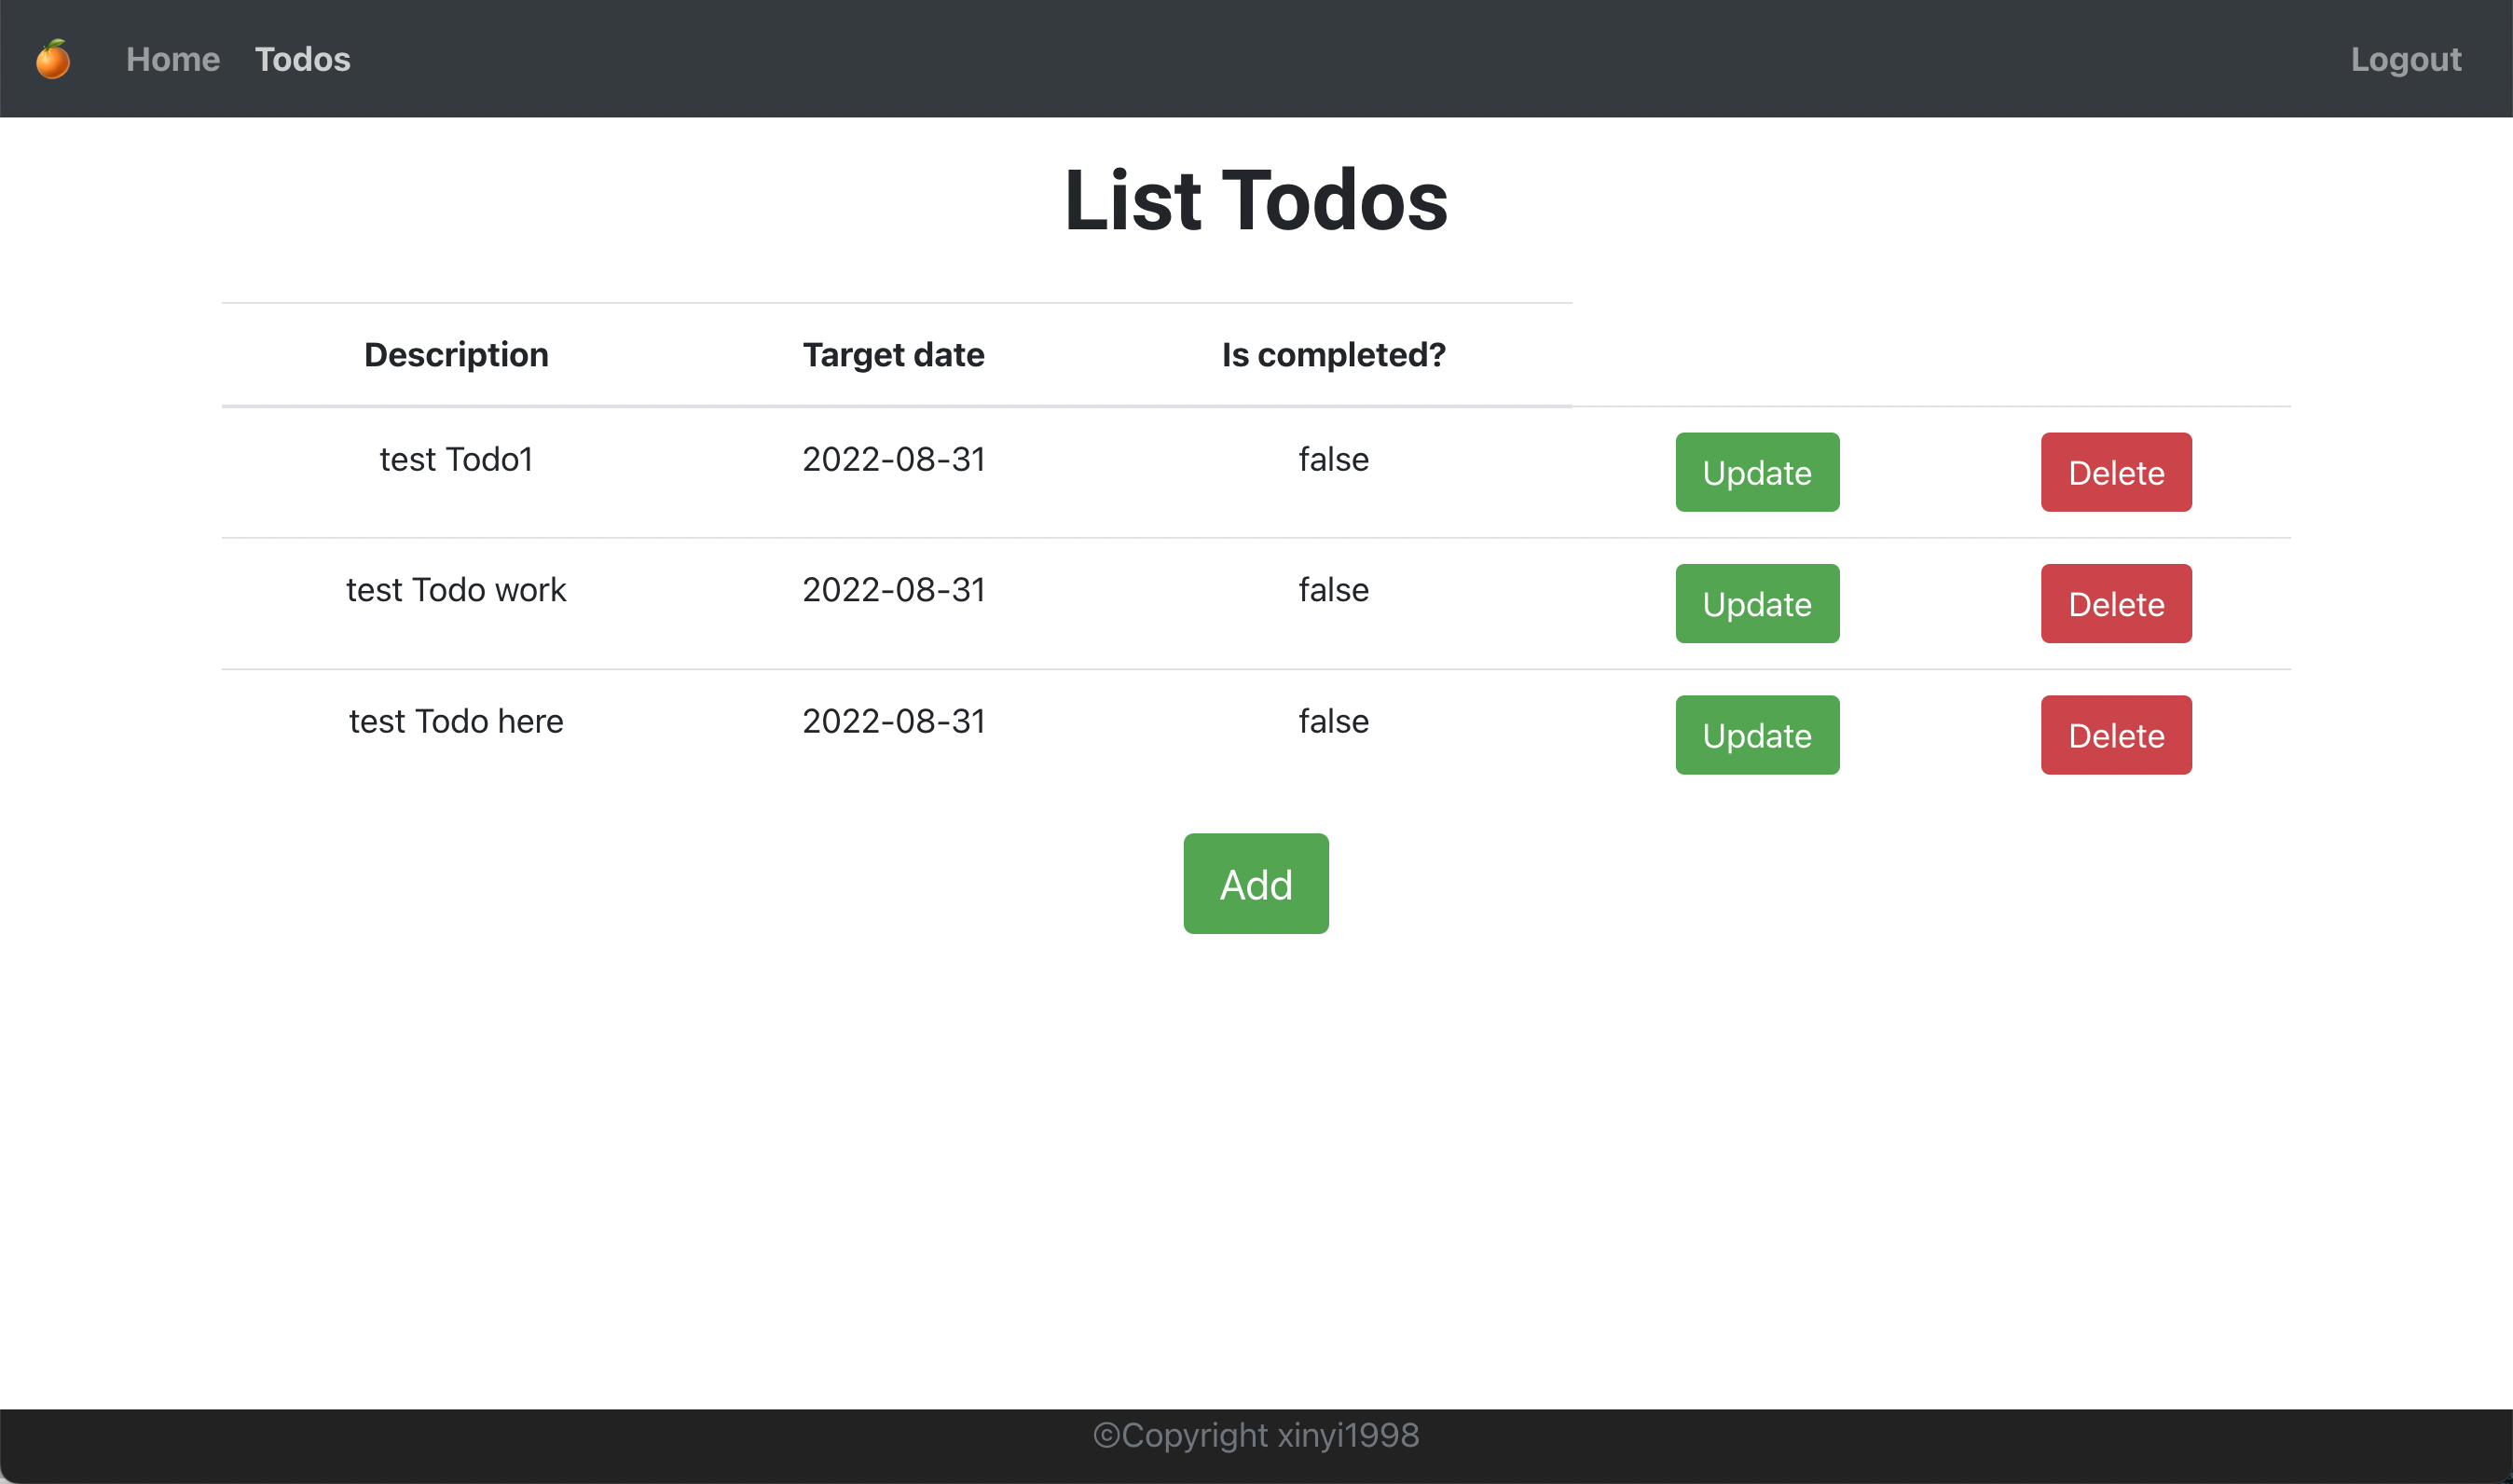 Home Todos Logout
List Todos
Description Target date Is completed?
test Todo1 2022-08-31 false Update Delete
test Todo work 2022-08-31 false Update Delete
test Todo here 2022-08-31 false Update Delete
Add
©Copyright xinyi1998